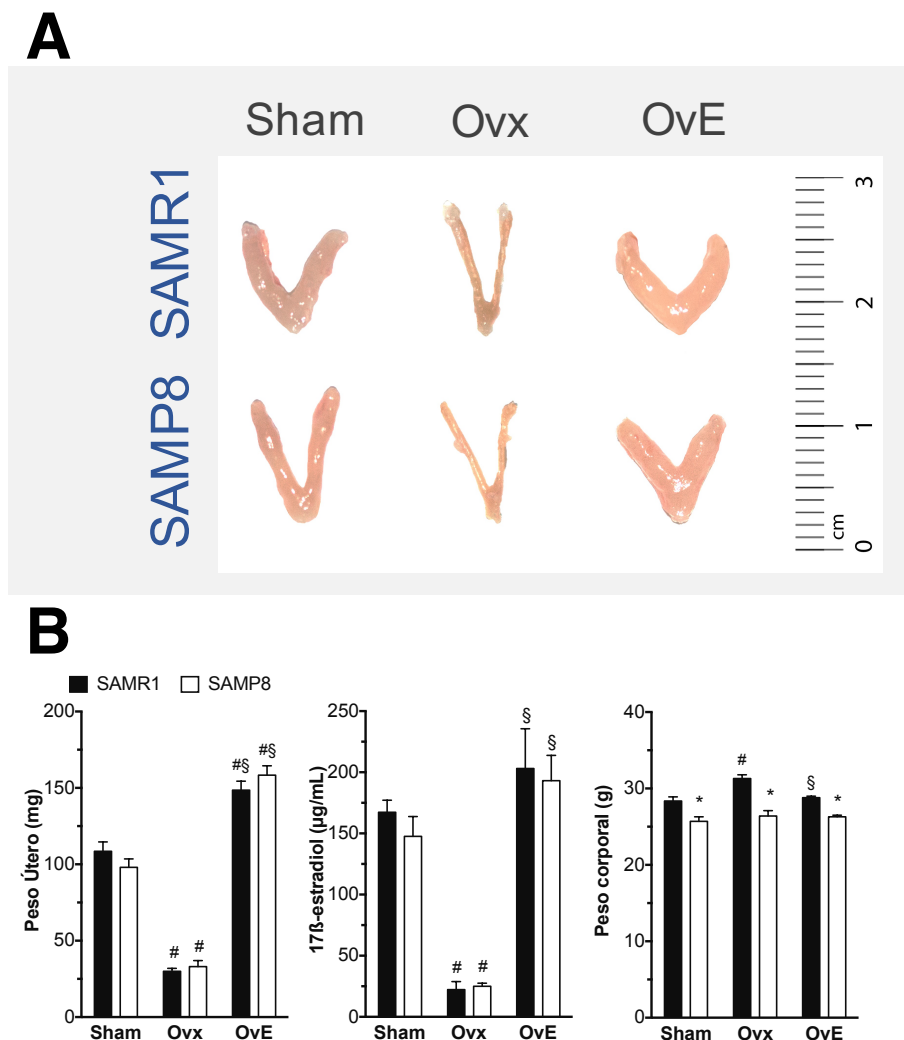 A
Sham Ovx OvE
SAMR1
SAMP8
3
2
1
0
cm
B
SAMR1 SAMP8
200
150
100
50
0
Peso Útero (mg)
# # #§ #§
Sham Ovx OvE
250
200
150
100
50
0
17ß-estradiol (µg/mL)
# # § §
Sham Ovx OvE
40
30
20
10
0
Peso corporal (g)
* # * § *
Sham Ovx OvE